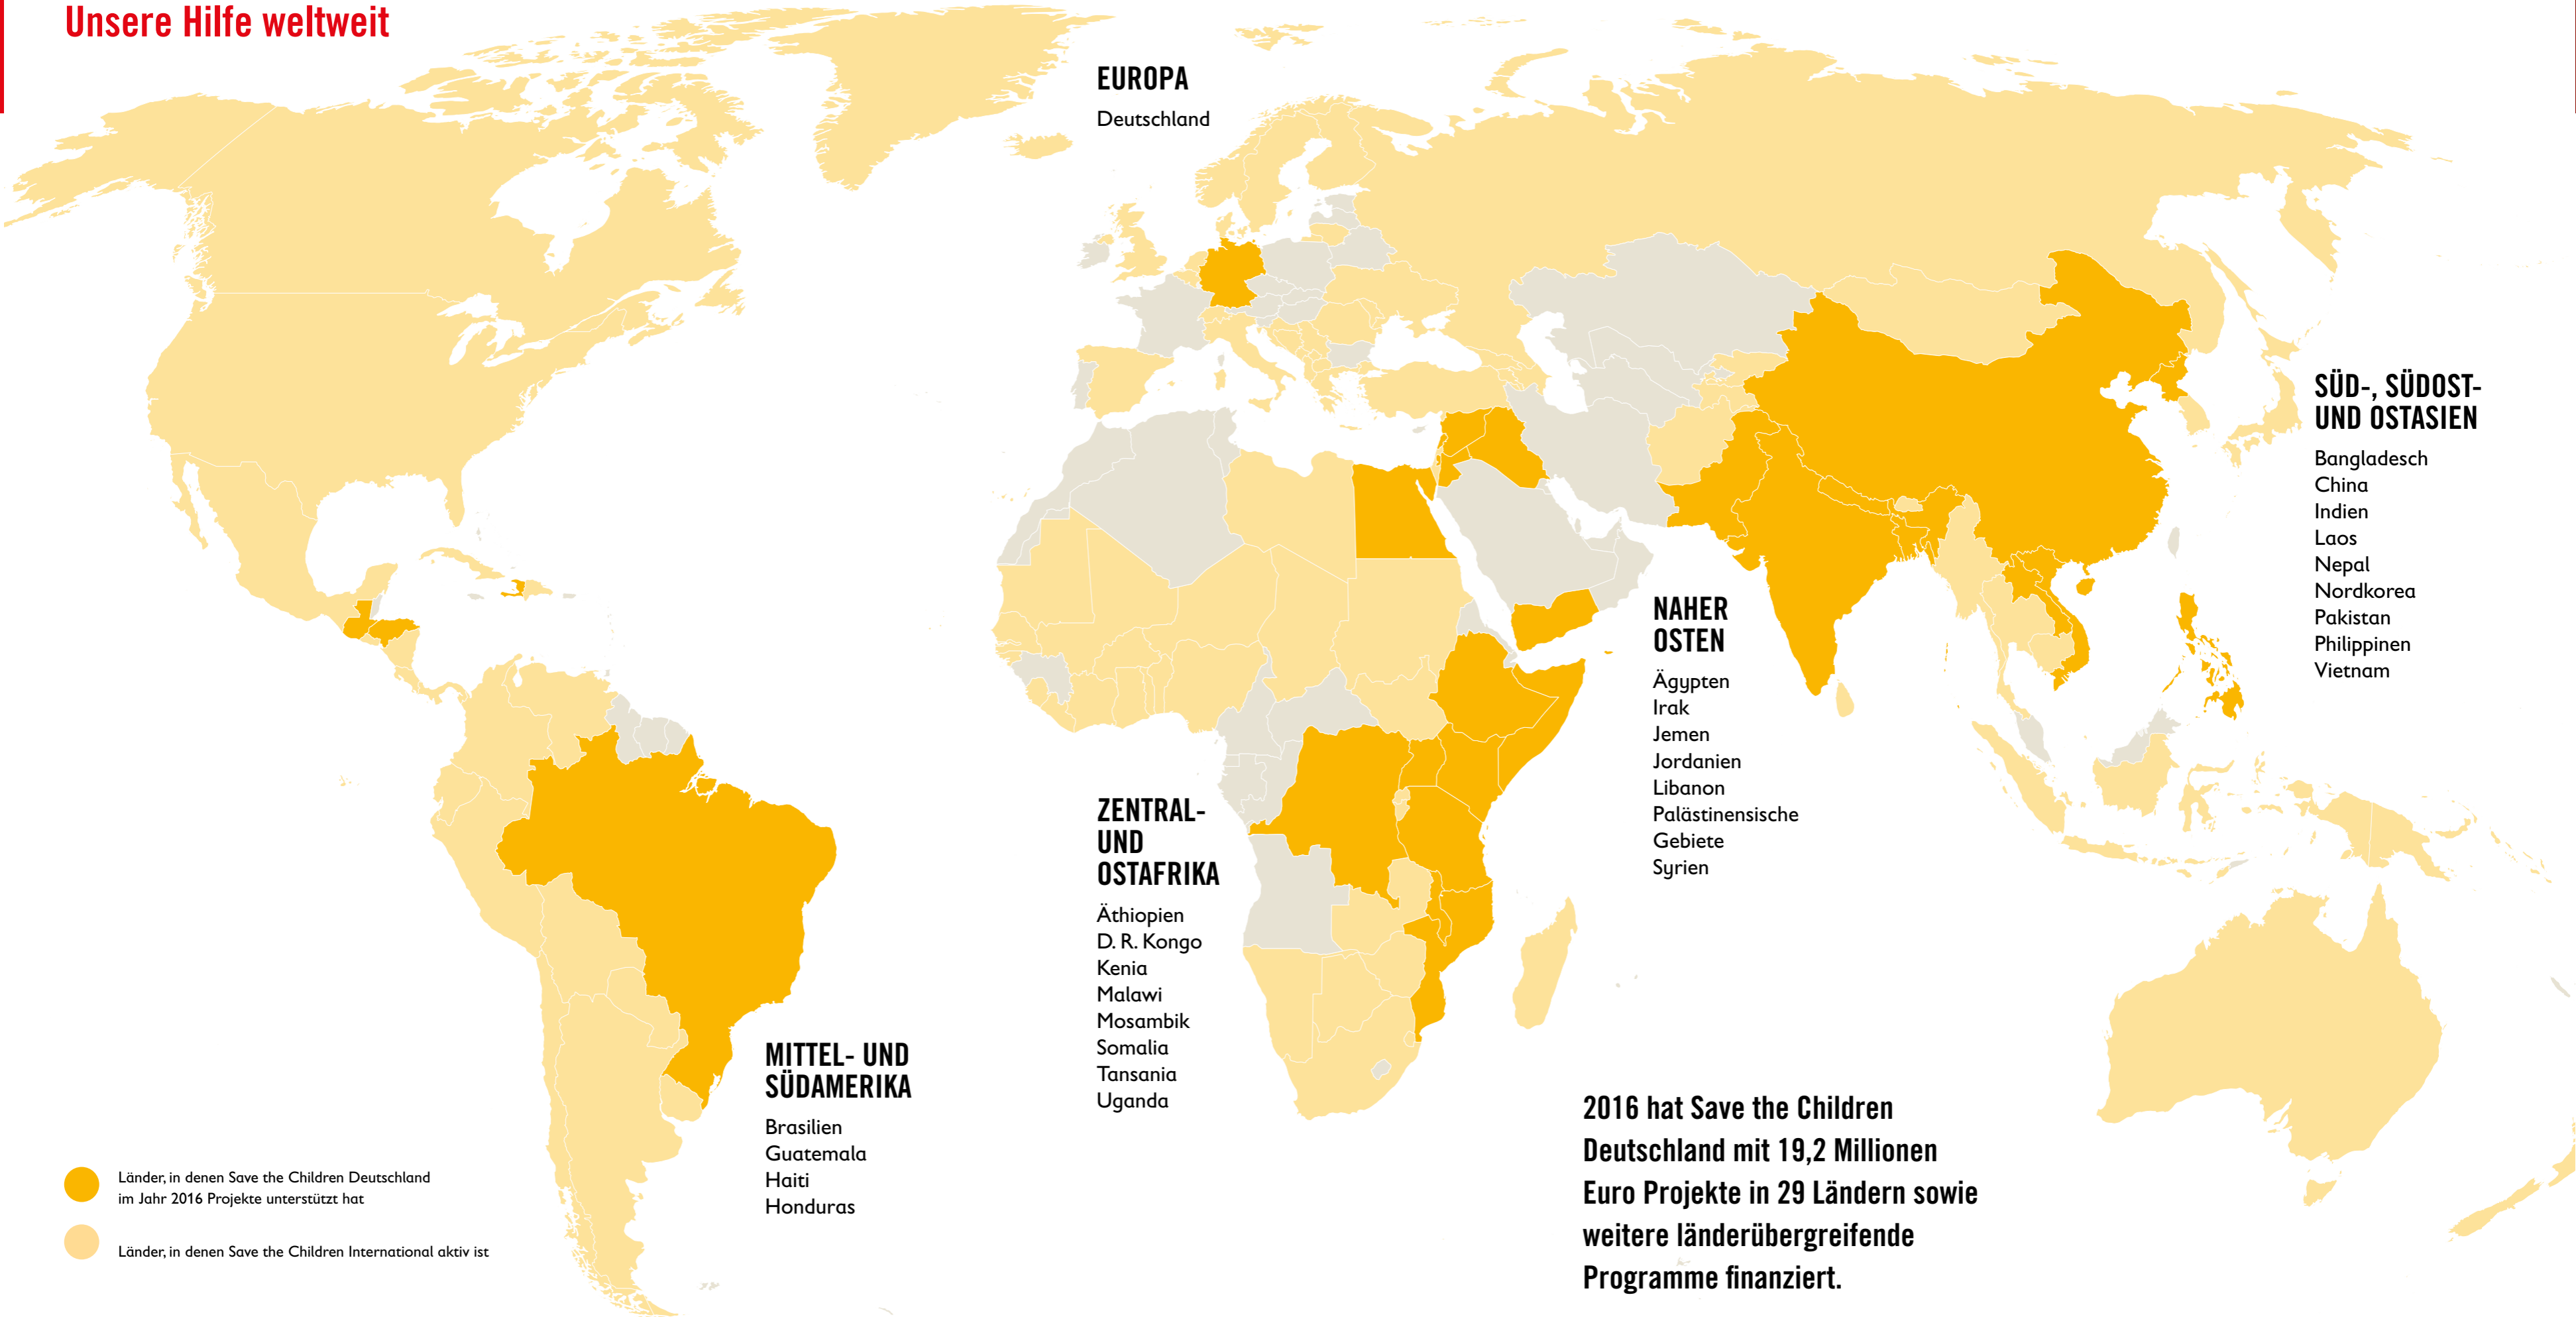 Unsere Hilfe weltweit
EUROPA
Deutschland
SÜD-, SÜDOST-
UND OSTASIEN
Bangladesch
China
Indien
Laos
Nepal
Nordkorea
Pakistan
Philippinen
Vietnam
NAHER
OSTEN
Ägypten
Irak
Jemen
Jordanien
Libanon
Palästinensische
Gebiete
Syrien
ZENTRAL-
UND
OSTAFRIKA
Äthiopien
D. R. Kongo
Kenia
Malawi
Mosambik
Somalia
Tansania
Uganda
MITTEL- UND
SÜDAMERIKA
Brasilien
Guatemala
Haiti
Honduras
Länder, in denen Save the Children Deutschland
im Jahr 2016 Projekte unterstützt hat
Länder, in denen Save the Children International aktiv ist
2016 hat Save the Children
Deutschland mit 19,2 Millionen
Euro Projekte in 29 Ländern sowie
weitere länderübergreifende
Programme finanziert.